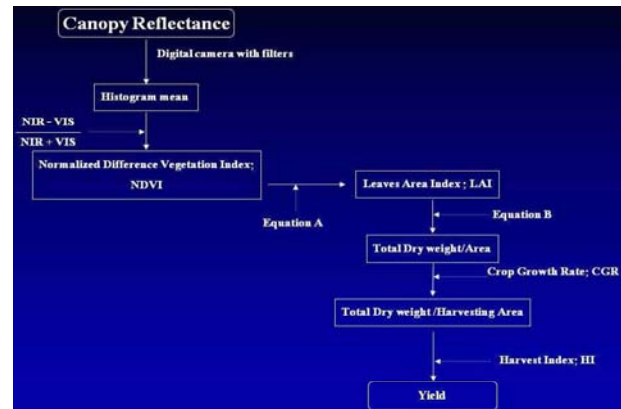 Canopy Reflectance
Digital camera with filters
Histogram mean
NIR - VIS
NIR + VIS
Normalized Difference Vegetation Index;
NDVI
Equation A
Leaves Area Index ; LAI
Equation B
Total Dry weight/Area
Crop Growth Rate; CGR
Total Dry weight /Harvesting Area
Harvest Index; HI
Yield